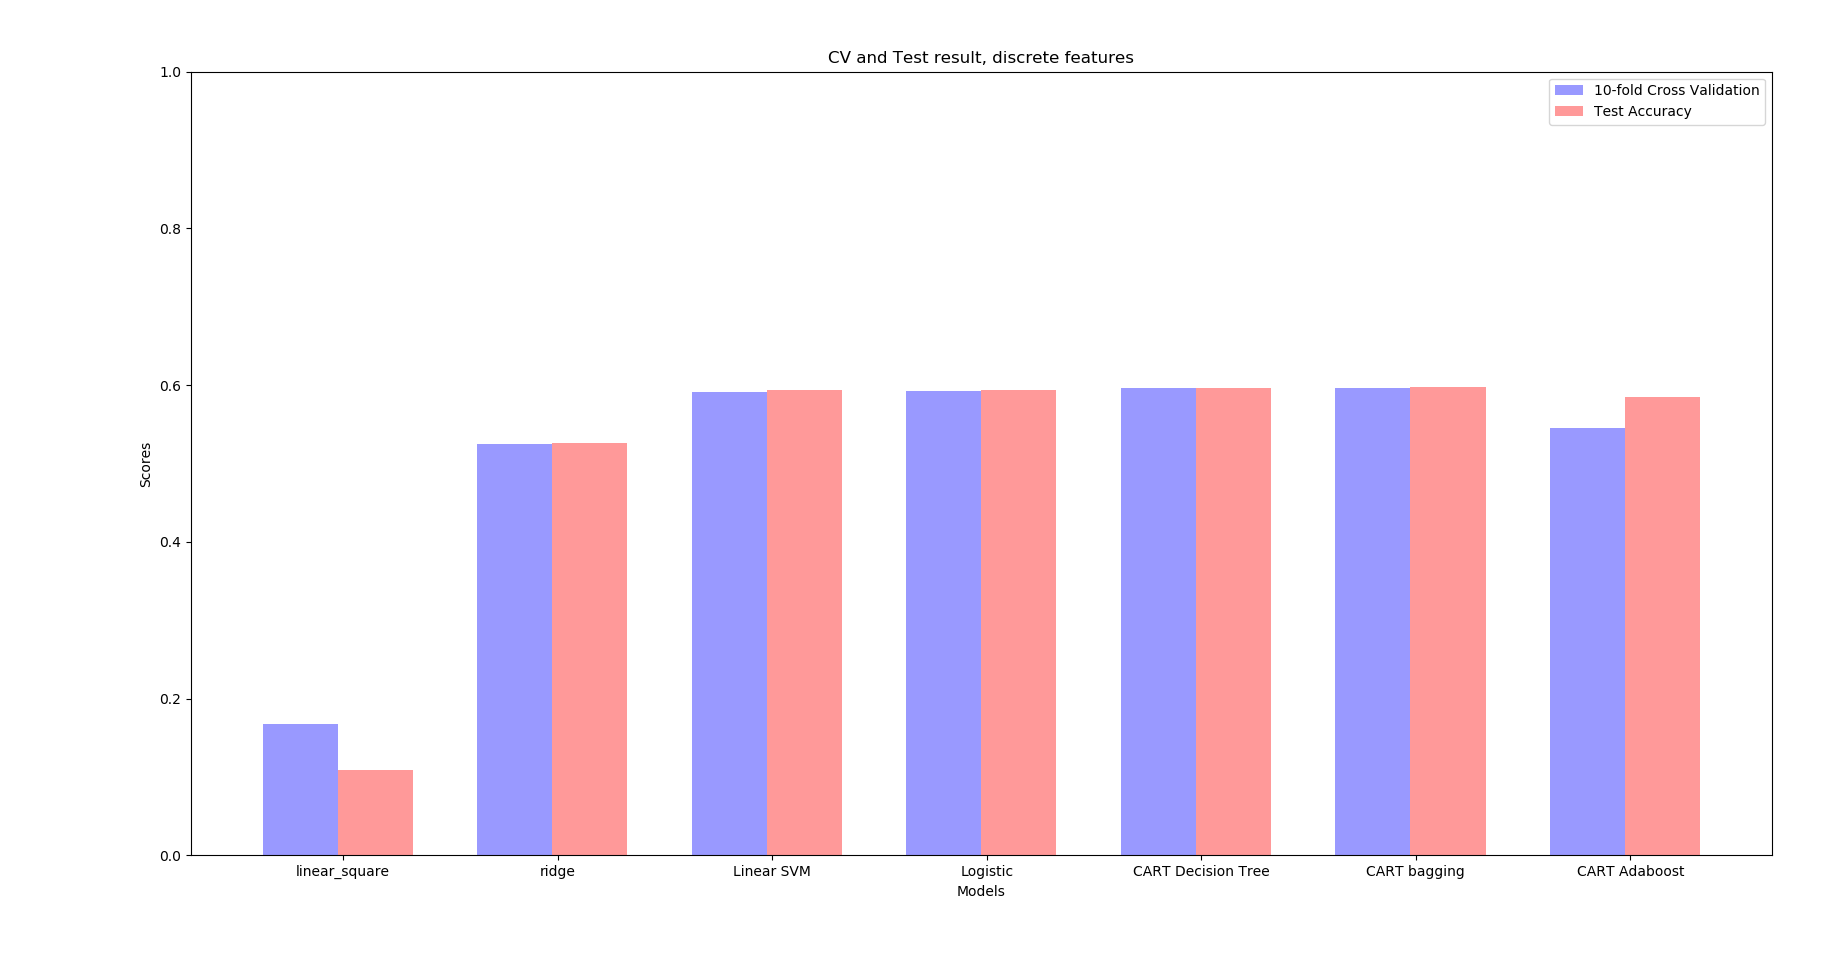 CV and Test result, discrete features
10-fold Cross Validation
Test Accuracy
1.0
0.8
0.6
0.4
0.2
0.0
Scores
linear_square ridge Linear SVM Logistic CART Decision Tree CART bagging CART Adaboost
Models